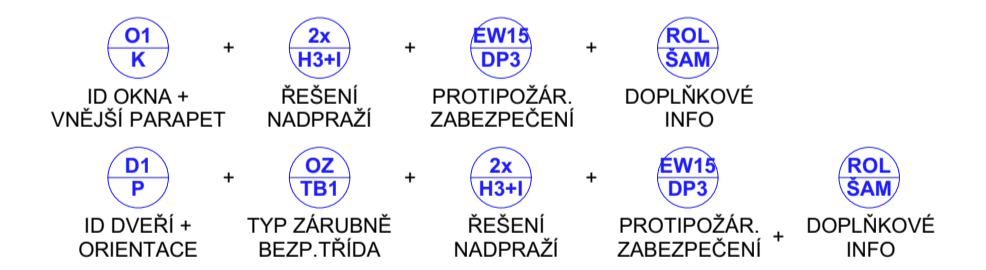 O1 + 2x + EW15 + ROL
K H3+I DP3 ŠAM
ID OKNA + ŘEŠENÍ PROTIPOŽÁR. DOPLŇKOVÉ
VNĚJŠÍ PARAPET NADPRAŽÍ ZABEZPEČENÍ INFO
D1 + OZ + 2x + EW15 ROL
P TB1 H3+I DP3 ŠAM
ID DVEŘÍ + TYP ZÁRUBNĚ ŘEŠENÍ PROTIPOŽÁR. + DOPLŇKOVÉ
ORIENTACE BEZP.TŘÍDA NADPRAŽÍ ZABEZPEČENÍ INFO